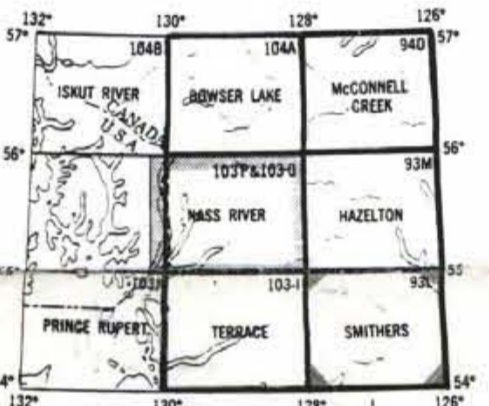 132° 130° 128° 126°
57° 104B 104A 94D 57°
ISKUT RIVER BOWSER LAKE McCONNELL
CREEK
CANADA
U.S.A.
56° 56°
103P&103-O 93M
NASS RIVER HAZELTON
103J 103-I 93L
PRINCE RUPERT TERRACE SMITHERS
54°
132° 130° 128° 126°